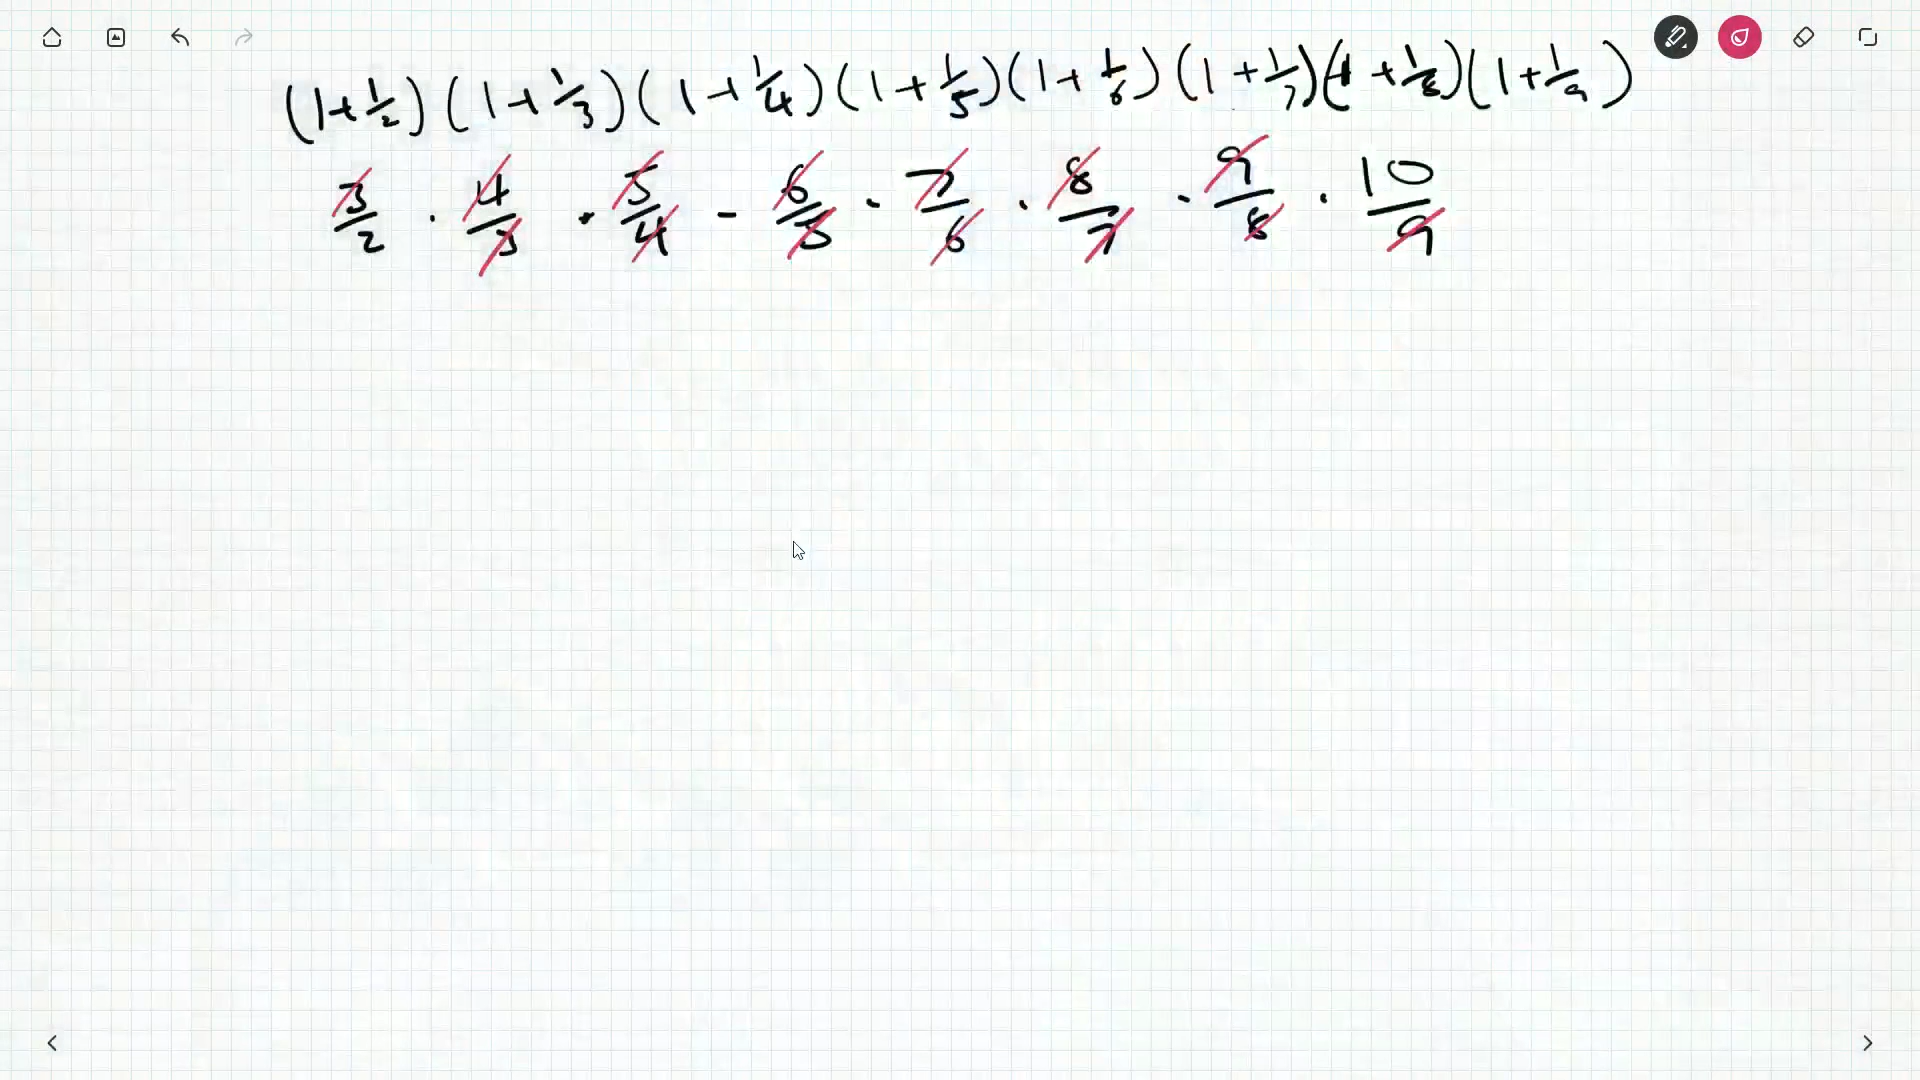 (1+1/2)(1+1/3)(1+1/4)(1+1/5)(1+1/6)(1+1/7)(1+1/8)(1+1/9)
3/2 · 4/3 · 5/4 - 6/5 · 7/6 · 8/7 · 9/8 · 10/9